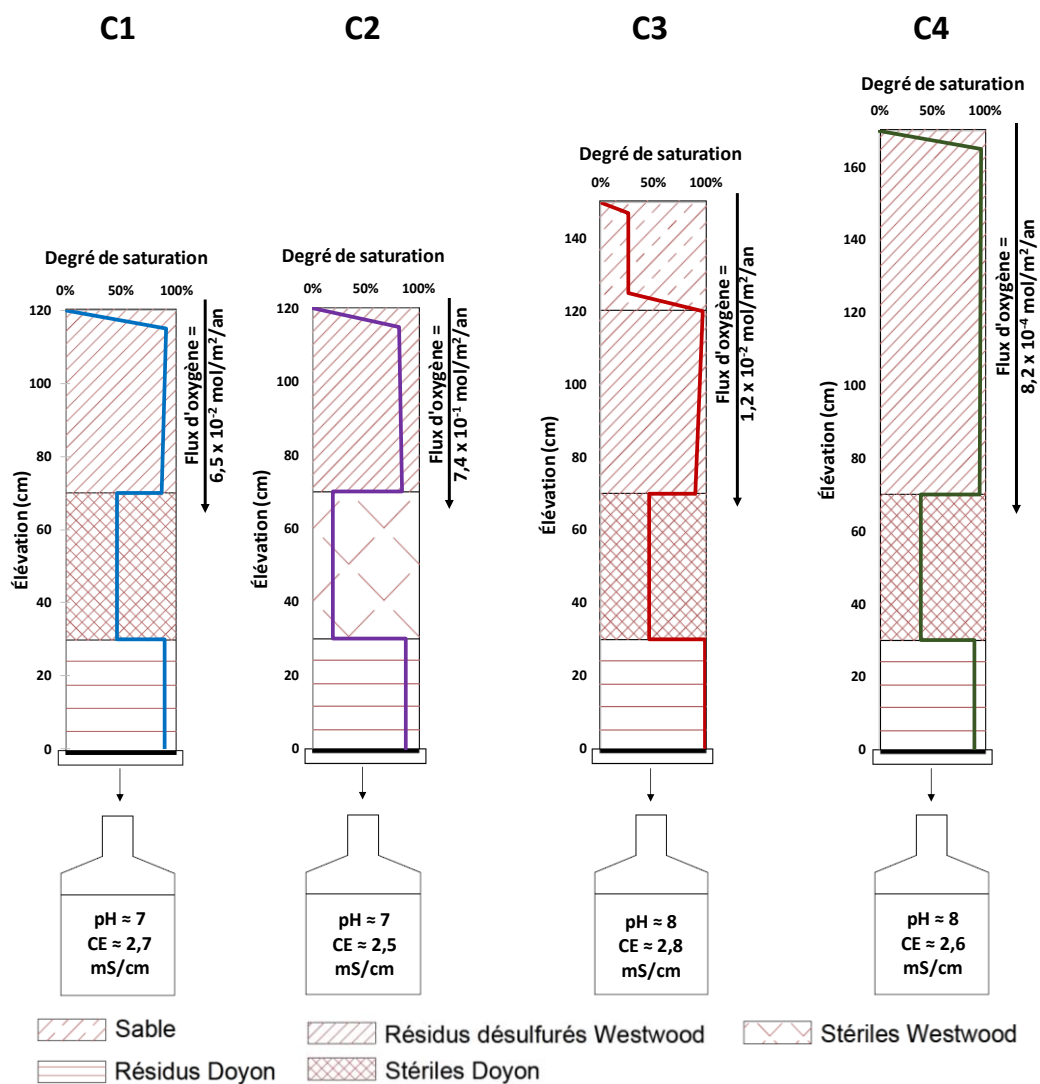 C1
C2
C3
C4
Degré de saturation
0% 50% 100%
120
100
80
60
40
20
0
Élévation (cm)
Flux d'oxygène =
6,5 x 10⁻² mol/m²/an
Degré de saturation
0% 50% 100%
120
100
80
60
40
20
0
Élévation (cm)
Flux d'oxygène =
7,4 x 10⁻¹ mol/m²/an
Degré de saturation
0% 50% 100%
140
120
100
80
60
40
20
0
Élévation (cm)
Flux d'oxygène =
1,2 x 10⁻² mol/m²/an
Degré de saturation
0% 50% 100%
160
140
120
100
80
60
40
20
0
Élévation (cm)
Flux d'oxygène =
8,2 x 10⁻⁴ mol/m²/an
pH ≈ 7
CE ≈ 2,7
mS/cm
pH ≈ 7
CE ≈ 2,5
mS/cm
pH ≈ 8
CE ≈ 2,8
mS/cm
pH ≈ 8
CE ≈ 2,6
mS/cm
Sable
Résidus désulfurés Westwood
Stériles Westwood
Résidus Doyon
Stériles Doyon